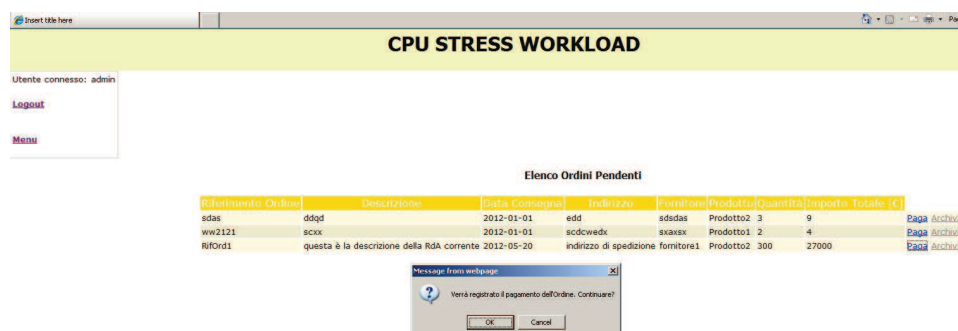 Insert title here
CPU STRESS WORKLOAD
Utente connesso: admin
Logout
Menu
Elenco Ordini Pendenti
Riferimento Ordine Descrizione Data Consegna Indirizzo Fornitore Prodotto Quantità Importo Totale (€)
sdas ddqd 2012-01-01 edd sdsdas Prodotto2 3 9 Paga
ww2121 scxx 2012-01-01 scdcwedx sxaxsx Prodotto1 2 4 Paga
RifOrd1 questa è la descrizione della RdA corrente 2012-05-20 indirizzo di spedizione fornitore1 Prodotto2 300 27000 Paga
Message from webpage
Verrà registrato il pagamento dell'Ordine. Continuare?
OK Cancel